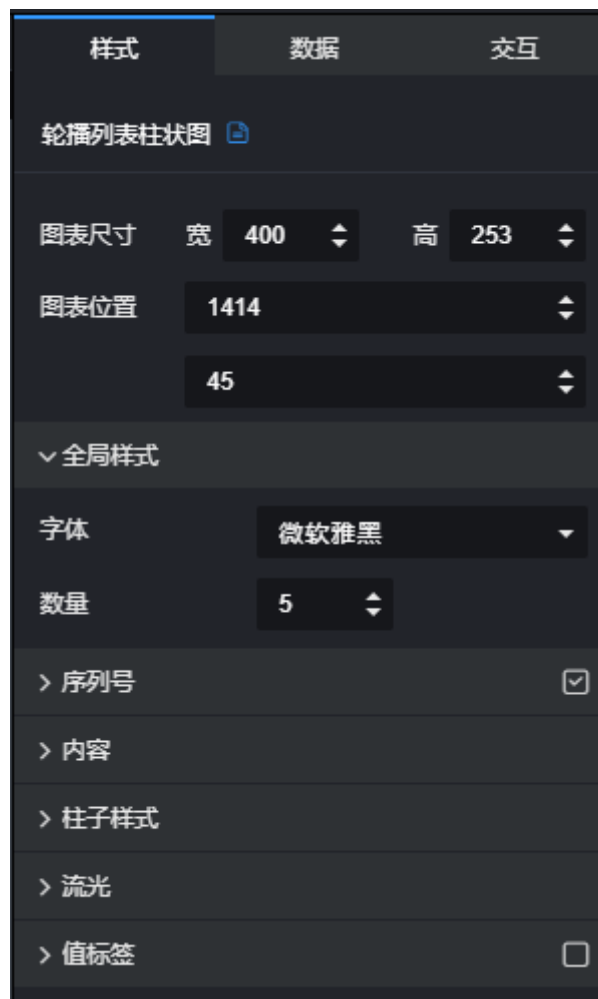 样式 数据 交互
轮播列表柱状图
图表尺寸 宽 400 高 253
图表位置 1414
45
全局样式
字体 微软雅黑
数量 5
序列号
内容
柱子样式
流光
值标签